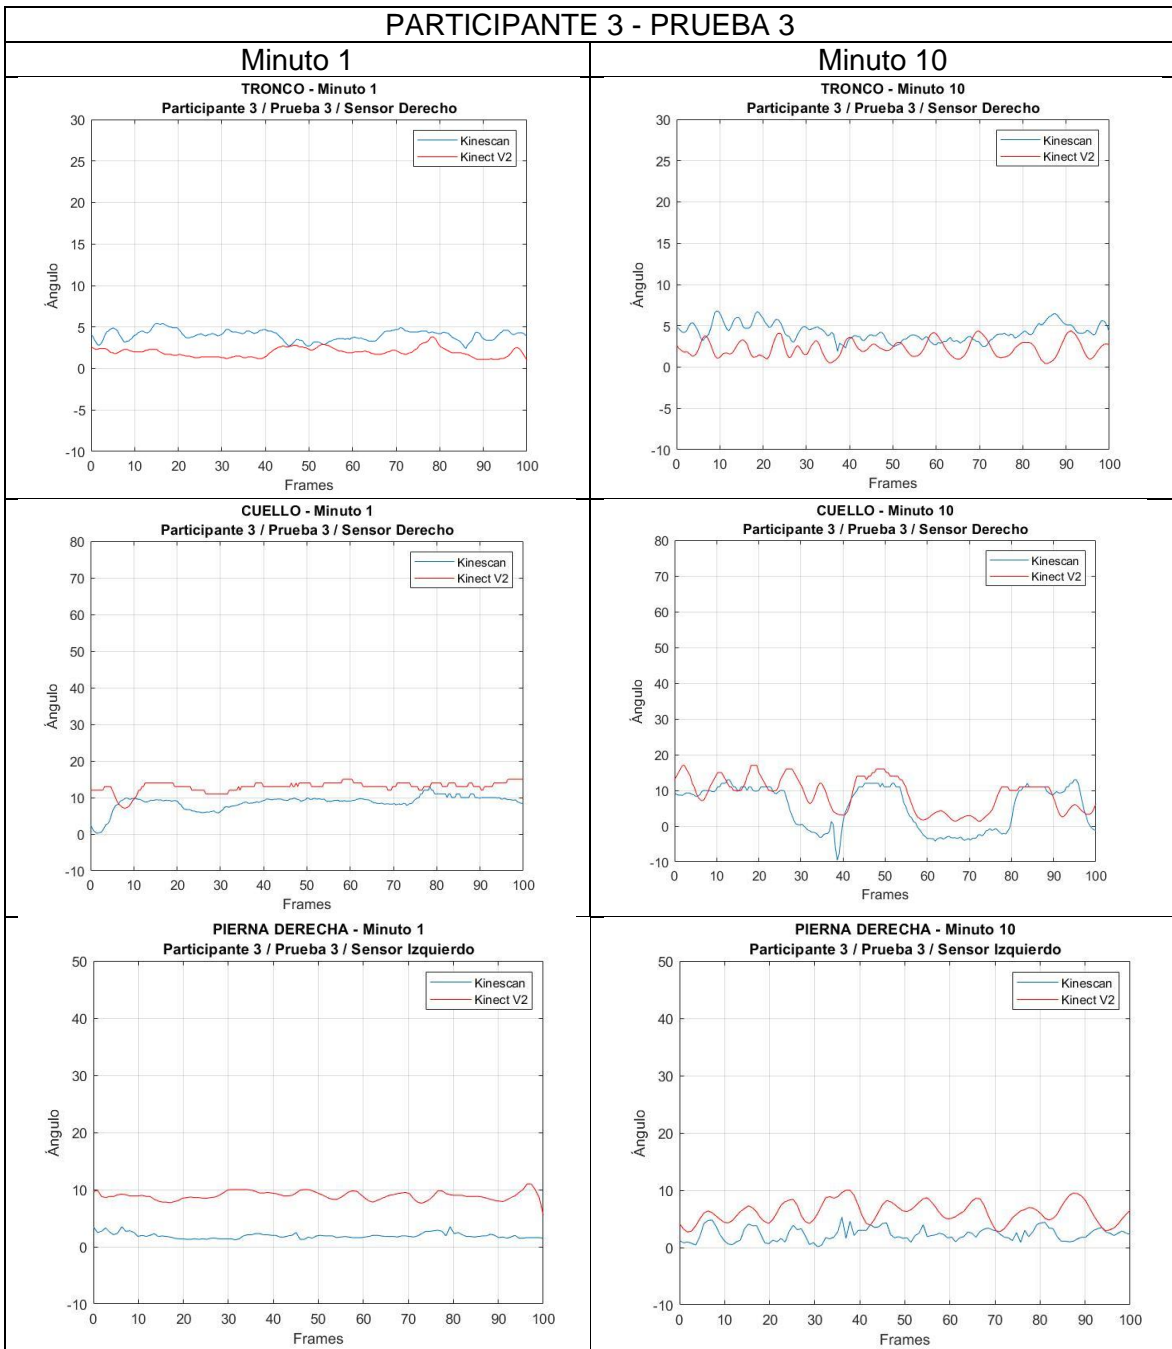 PARTICIPANTE 3 - PRUEBA 3
Minuto 1
Minuto 10
TRONCO - Minuto 1
Participante 3 / Prueba 3 / Sensor Derecho
30
25
20
15
10
5
0
-5
-10
Ángulo
Kinescan
Kinect V2
0 10 20 30 40 50 60 70 80 90 100
Frames
TRONCO - Minuto 10
Participante 3 / Prueba 3 / Sensor Derecho
30
25
20
15
10
5
0
-5
-10
Ángulo
Kinescan
Kinect V2
0 10 20 30 40 50 60 70 80 90 100
Frames
CUELLO - Minuto 1
Participante 3 / Prueba 3 / Sensor Derecho
80
70
60
50
40
30
20
10
0
-10
Ángulo
Kinescan
Kinect V2
0 10 20 30 40 50 60 70 80 90 100
Frames
CUELLO - Minuto 10
Participante 3 / Prueba 3 / Sensor Derecho
80
70
60
50
40
30
20
10
0
-10
Ángulo
Kinescan
Kinect V2
0 10 20 30 40 50 60 70 80 90 100
Frames
PIERNA DERECHA - Minuto 1
Participante 3 / Prueba 3 / Sensor Izquierdo
50
40
30
20
10
0
-10
Ángulo
Kinescan
Kinect V2
0 10 20 30 40 50 60 70 80 90 100
Frames
PIERNA DERECHA - Minuto 10
Participante 3 / Prueba 3 / Sensor Izquierdo
50
40
30
20
10
0
-10
Ángulo
Kinescan
Kinect V2
0 10 20 30 40 50 60 70 80 90 100
Frames